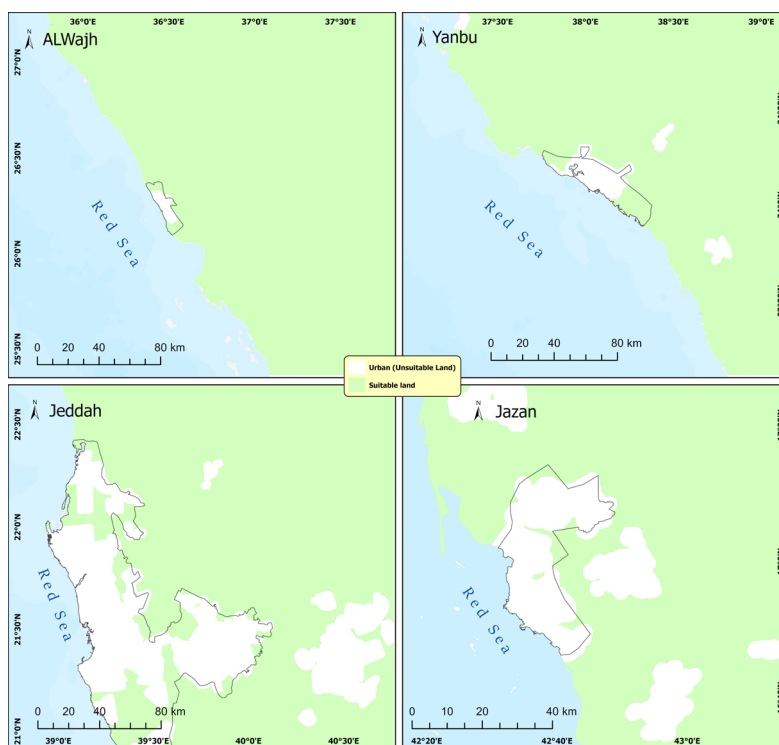 36°0'E 36°30'E 37°0'E 37°30'E
N
ALWajh
27°0'N
26°30'N
26°0'N
25°30'N
Red Sea
0 20 40 80 km
37°30'E 38°0'E 38°30'E 39°0'E
N
Yanbu
Red Sea
0 20 40 80 km
Urban (Unsuitable Land)
Suitable land
N
Jeddah
22°30'N
22°0'N
21°30'N
21°0'N
Red Sea
0 20 40 80 km
39°0'E 39°30'E 40°0'E 40°30'E
N
Jazan
Red Sea
0 10 20 40 km
42°20'E 42°40'E 43°0'E